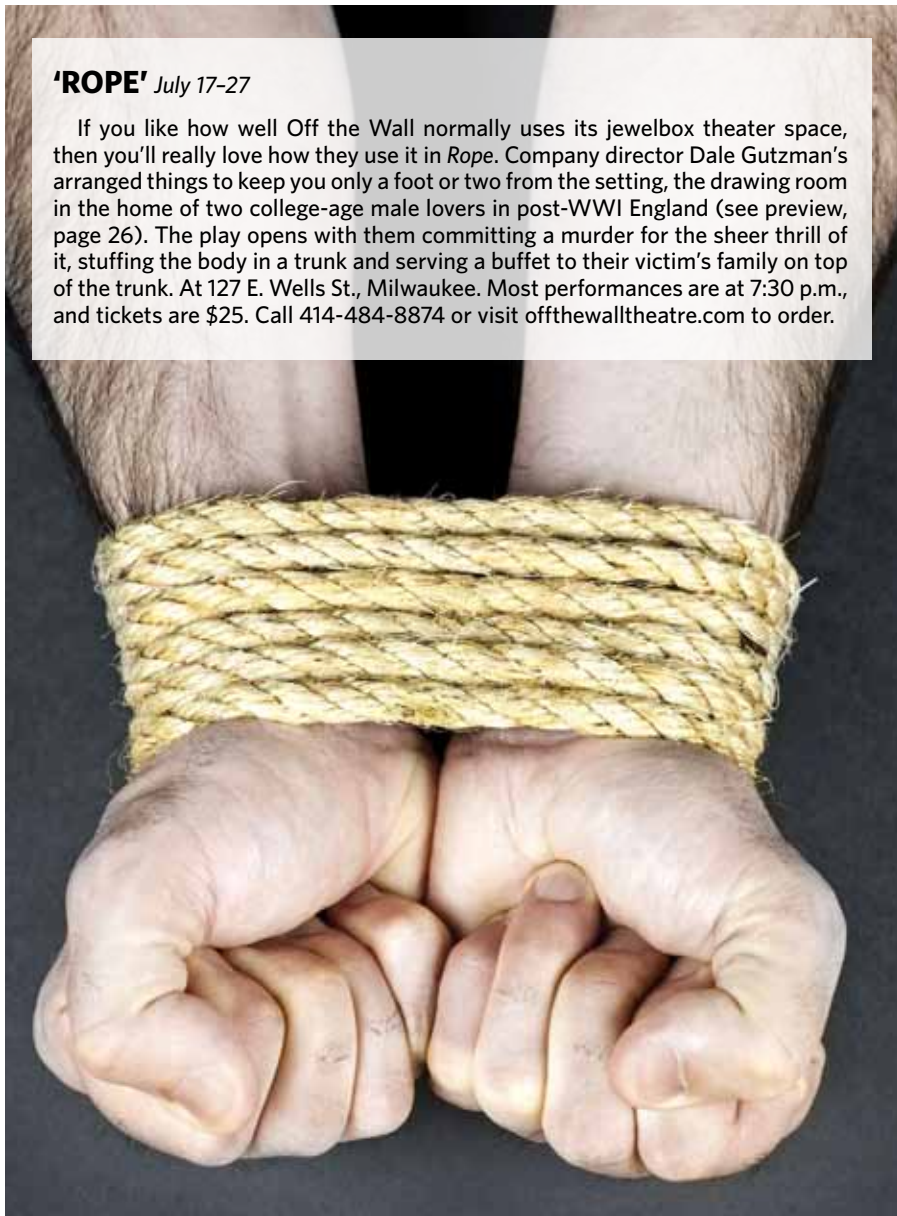 ‘ROPE’ July 17–27
If you like how well Off the Wall normally uses its jewelbox theater space,
then you’ll really love how they use it in Rope. Company director Dale Gutzman’s
arranged things to keep you only a foot or two from the setting, the drawing room
in the home of two college-age male lovers in post-WWI England (see preview,
page 26). The play opens with them committing a murder for the sheer thrill of
it, stuffing the body in a trunk and serving a buffet to their victim’s family on top
of the trunk. At 127 E. Wells St., Milwaukee. Most performances are at 7:30 p.m.,
and tickets are $25. Call 414-484-8874 or visit offthewalltheatre.com to order.